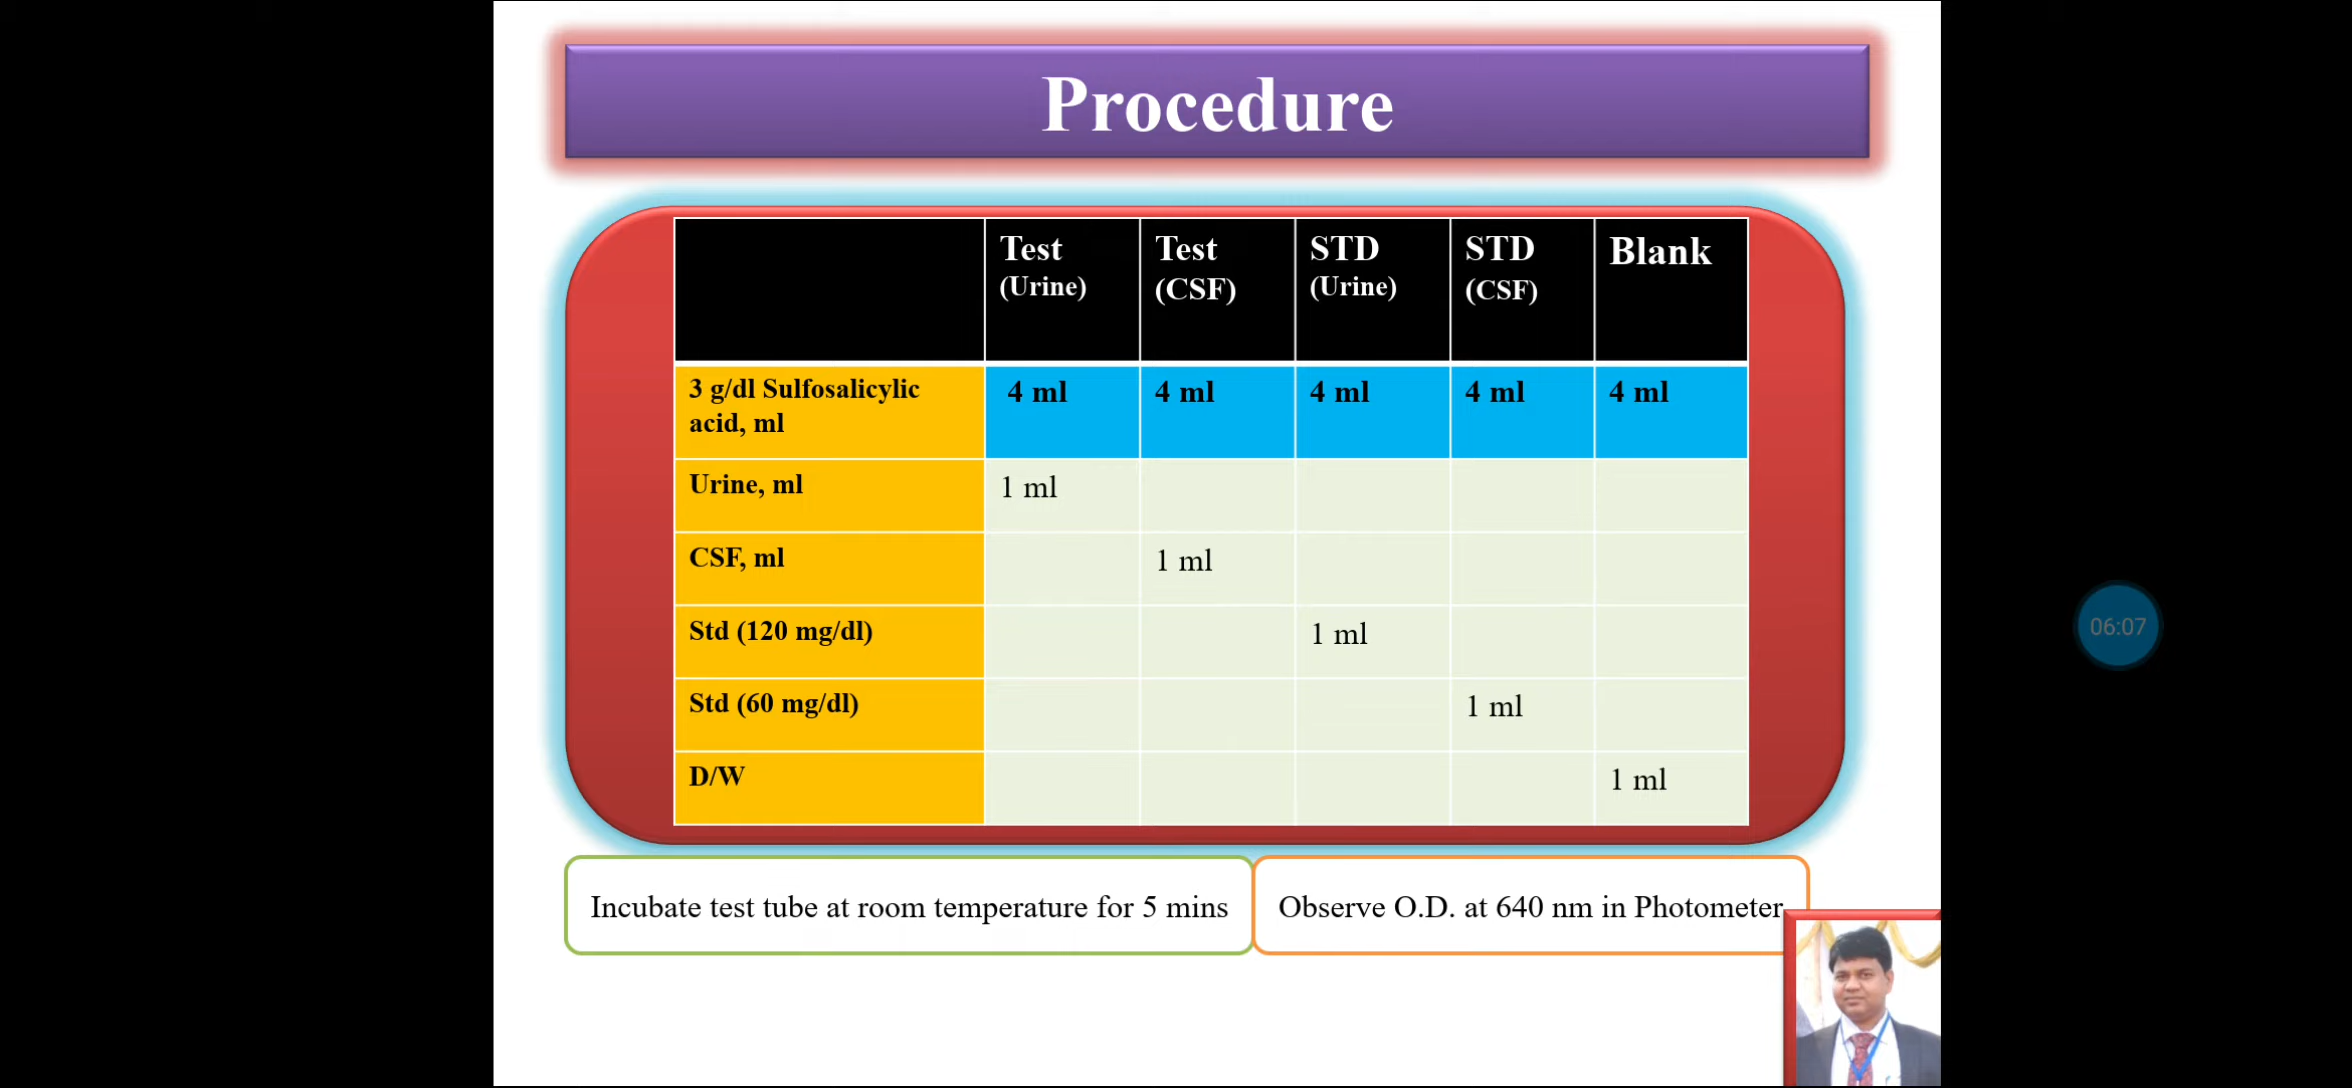 Procedure
Test Test STD STD Blank
(Urine) (CSF) (Urine) (CSF)
3 g/dl Sulfosalicylic acid, ml 4 ml 4 ml 4 ml 4 ml 4 ml
Urine, ml 1 ml
CSF, ml 1 ml
Std (120 mg/dl) 1 ml
Std (60 mg/dl) 1 ml
D/W 1 ml
Incubate test tube at room temperature for 5 mins
Observe O.D. at 640 nm in Photometer
06:07